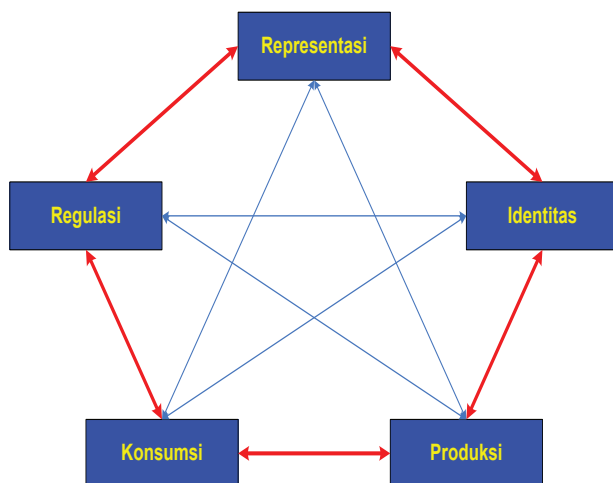 Representasi
Regulasi
Identitas
Konsumsi
Produksi